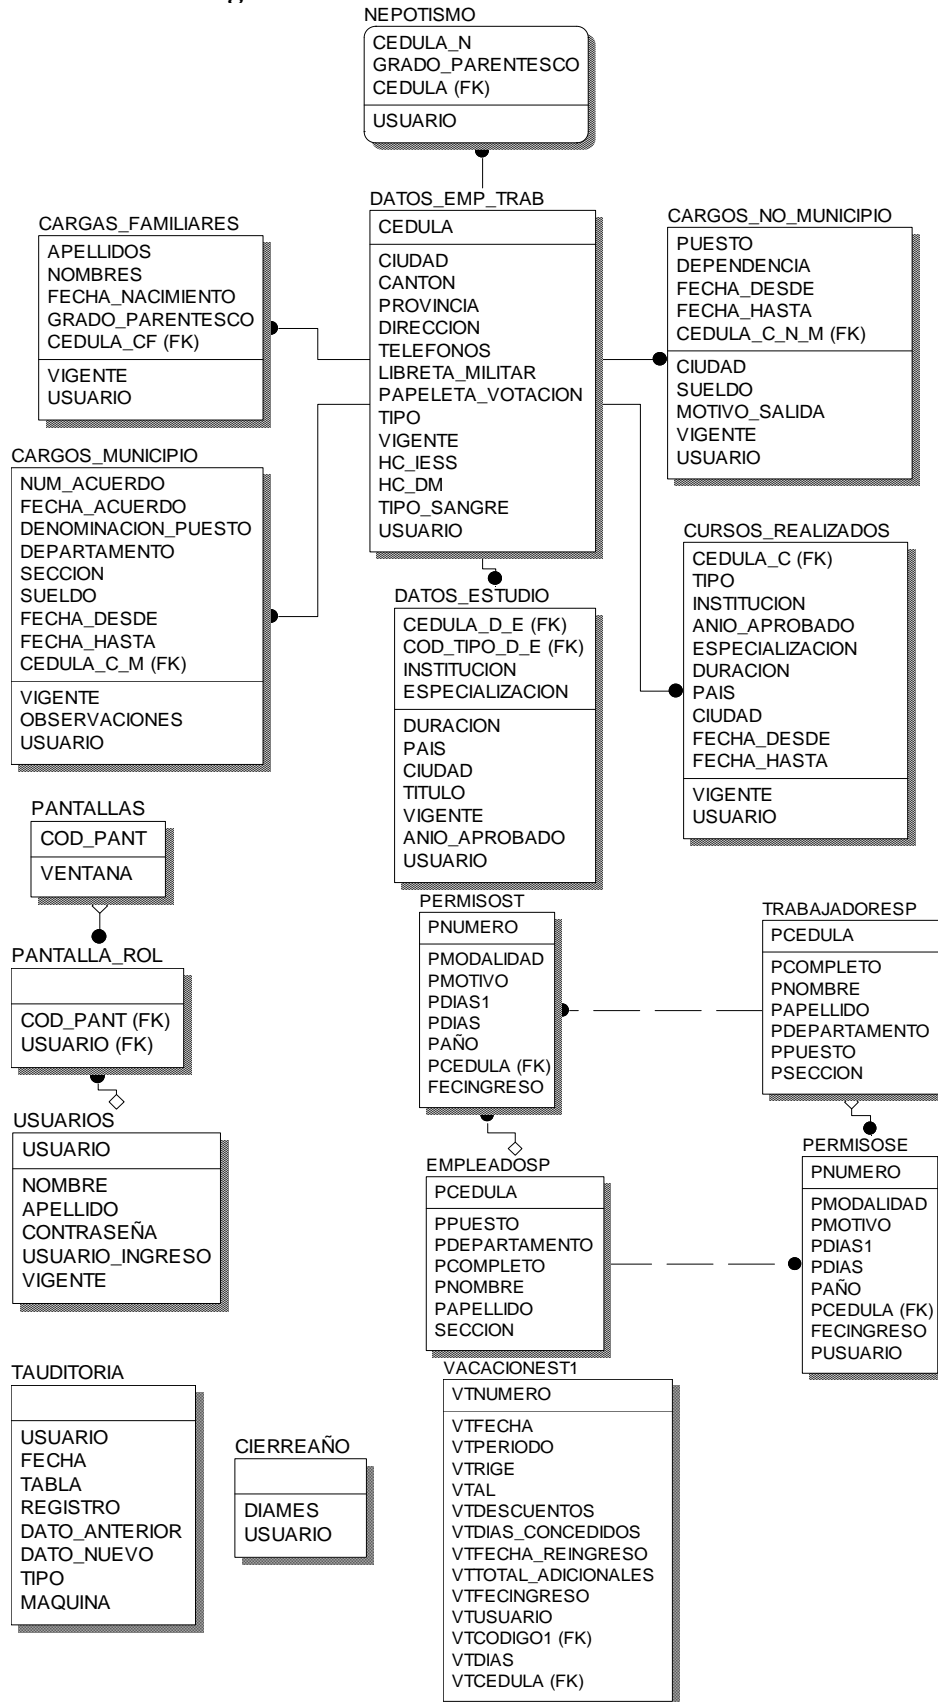 NEPOTISMO
CEDULA_N
GRADO_PARENTESCO
CEDULA (FK)
USUARIO
DATOS_EMP_TRAB
CEDULA
CIUDAD
CANTON
PROVINCIA
DIRECCION
TELEFONOS
LIBRETA_MILITAR
PAPELETA_VOTACION
TIPO
VIGENTE
HC_IESS
HC_DM
TIPO_SANGRE
USUARIO
CARGAS_FAMILIARES
APELLIDOS
NOMBRES
FECHA_NACIMIENTO
GRADO_PARENTESCO
CEDULA_CF (FK)
VIGENTE
USUARIO
CARGOS_NO_MUNICIPIO
PUESTO
DEPENDENCIA
FECHA_DESDE
FECHA_HASTA
CEDULA_C_N_M (FK)
CIUDAD
SUELDO
MOTIVO_SALIDA
VIGENTE
USUARIO
CARGOS_MUNICIPIO
NUM_ACUERDO
FECHA_ACUERDO
DENOMINACION_PUESTO
DEPARTAMENTO
SECCION
SUELDO
FECHA_DESDE
FECHA_HASTA
CEDULA_C_M (FK)
VIGENTE
OBSERVACIONES
USUARIO
CURSOS_REALIZADOS
CEDULA_C (FK)
TIPO
INSTITUCION
ANIO_APROBADO
ESPECIALIZACION
DURACION
PAIS
CIUDAD
FECHA_DESDE
FECHA_HASTA
VIGENTE
USUARIO
DATOS_ESTUDIO
CEDULA_D_E (FK)
COD_TIPO_D_E (FK)
INSTITUCION
ESPECIALIZACION
DURACION
PAIS
CIUDAD
TITULO
VIGENTE
ANIO_APROBADO
USUARIO
PANTALLAS
COD_PANT
VENTANA
PANTALLA_ROL
COD_PANT (FK)
USUARIO (FK)
USUARIOS
USUARIO
NOMBRE
APELLIDO
CONTRASEÑA
USUARIO_INGRESO
VIGENTE
PERMISOST
PNUMERO
PMODALIDAD
PMOTIVO
PDIAS1
PDIAS
PAÑO
PCEDULA (FK)
FECINGRESO
TRABAJADORESP
PCEDULA
PCOMPLETO
PNOMBRE
PAPELLIDO
PDEPARTAMENTO
PPUESTO
PSECCION
EMPLEADOSP
PCEDULA
PPUESTO
PDEPARTAMENTO
PCOMPLETO
PNOMBRE
PAPELLIDO
SECCION
PERMISOSE
PNUMERO
PMODALIDAD
PMOTIVO
PDIAS1
PDIAS
PAÑO
PCEDULA (FK)
FECINGRESO
PUSUARIO
TAUDITORIA
USUARIO
FECHA
TABLA
REGISTRO
DATO_ANTERIOR
DATO_NUEVO
TIPO
MAQUINA
CIERREAÑO
DIAMES
USUARIO
VACACIONEST1
VTNUMERO
VTFECHA
VTPERIODO
VTRIGE
VTAL
VTDESCUENTOS
VTDIAS_CONCEDIDOS
VTFECHA_REINGRESO
VTTOTAL_ADICIONALES
VTFECINGRESO
VTUSUARIO
VTCODIGO1 (FK)
VTDIAS
VTCEDULA (FK)